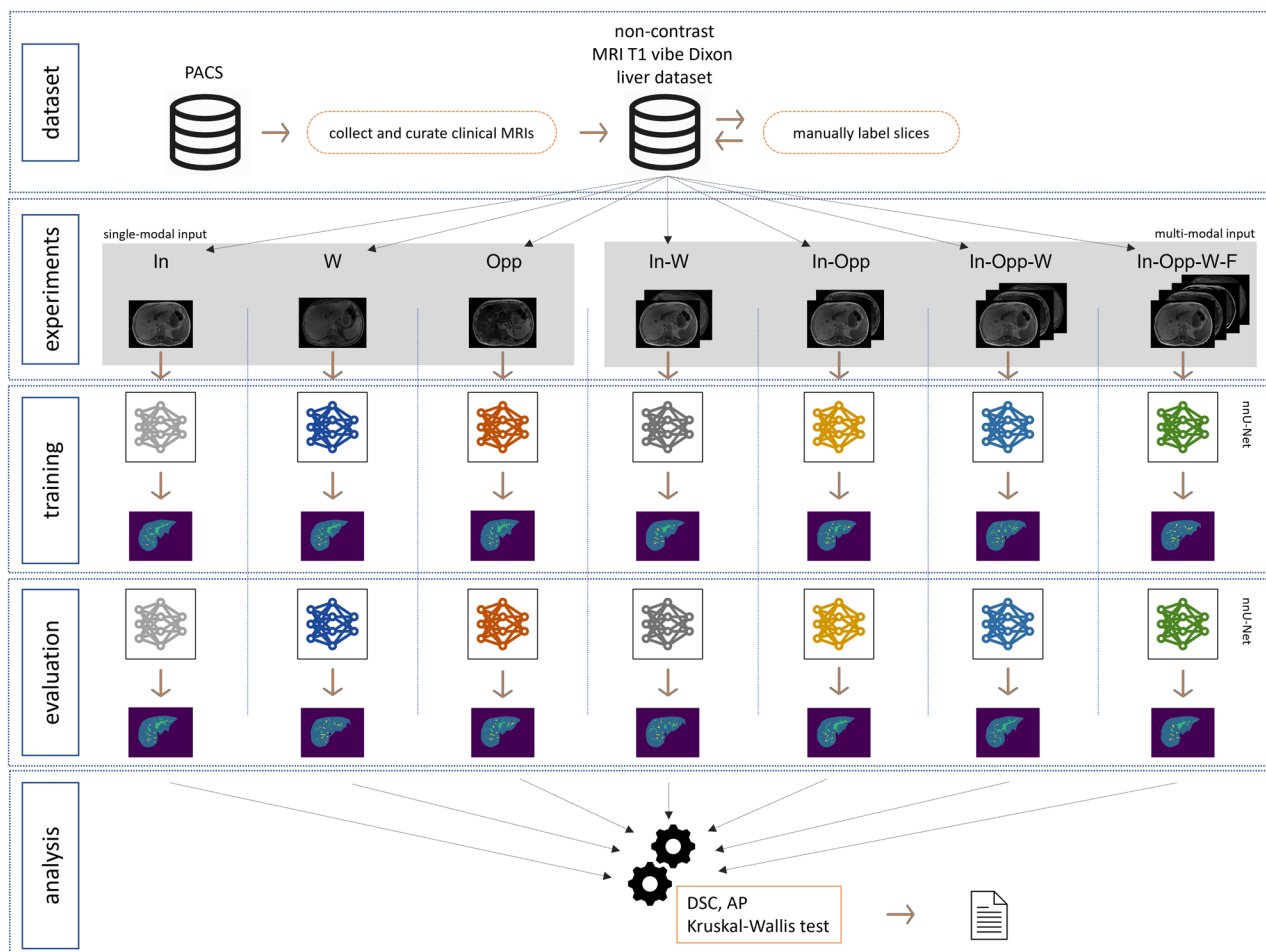 dataset
PACS
collect and curate clinical MRIs
non-contrast
MRI T1 vibe Dixon
liver dataset
manually label slices
experiments
single-modal input
multi-modal input
In
W
Opp
In-W
In-Opp
In-Opp-W
In-Opp-W-F
training
nnU-Net
evaluation
nnU-Net
analysis
DSC, AP
Kruskal-Wallis test